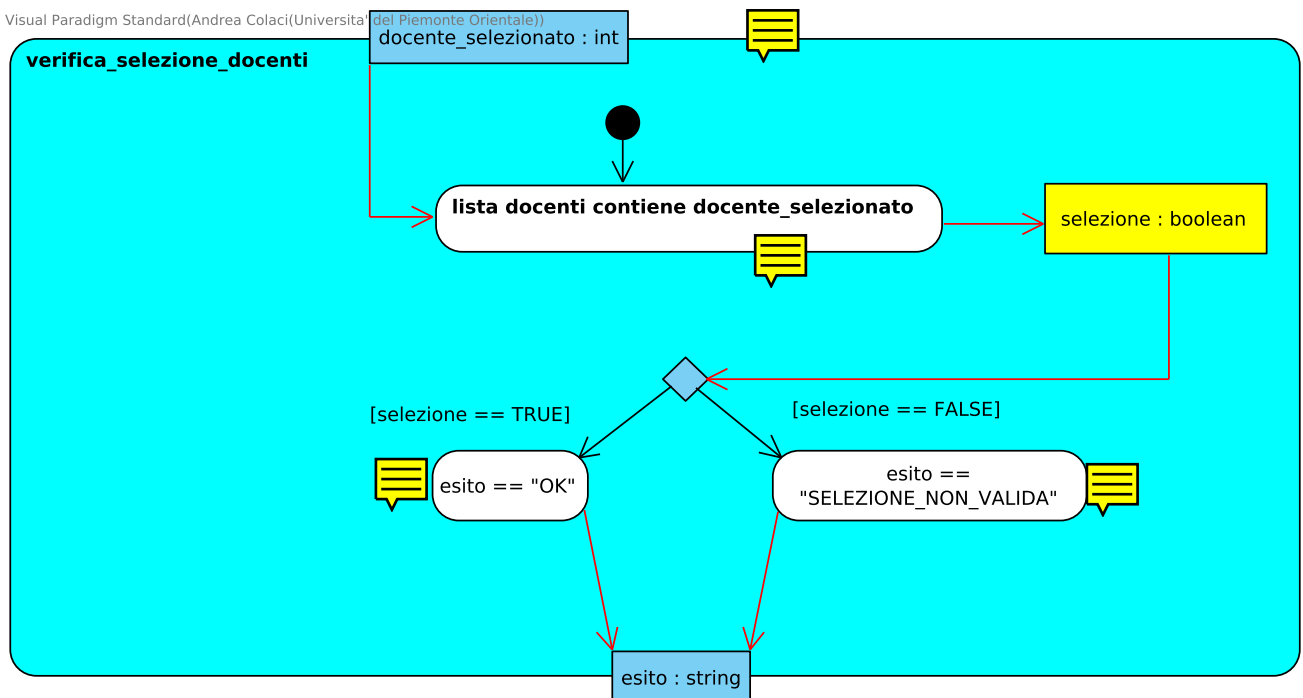 Visual Paradigm Standard(Andrea Colaci(Universita' del Piemonte Orientale))
docente_selezionato : int
verifica_selezione_docenti
lista docenti contiene docente_selezionato
selezione : boolean
[selezione == TRUE]
[selezione == FALSE]
esito == "OK"
esito ==
"SELEZIONE_NON_VALIDA"
esito : string